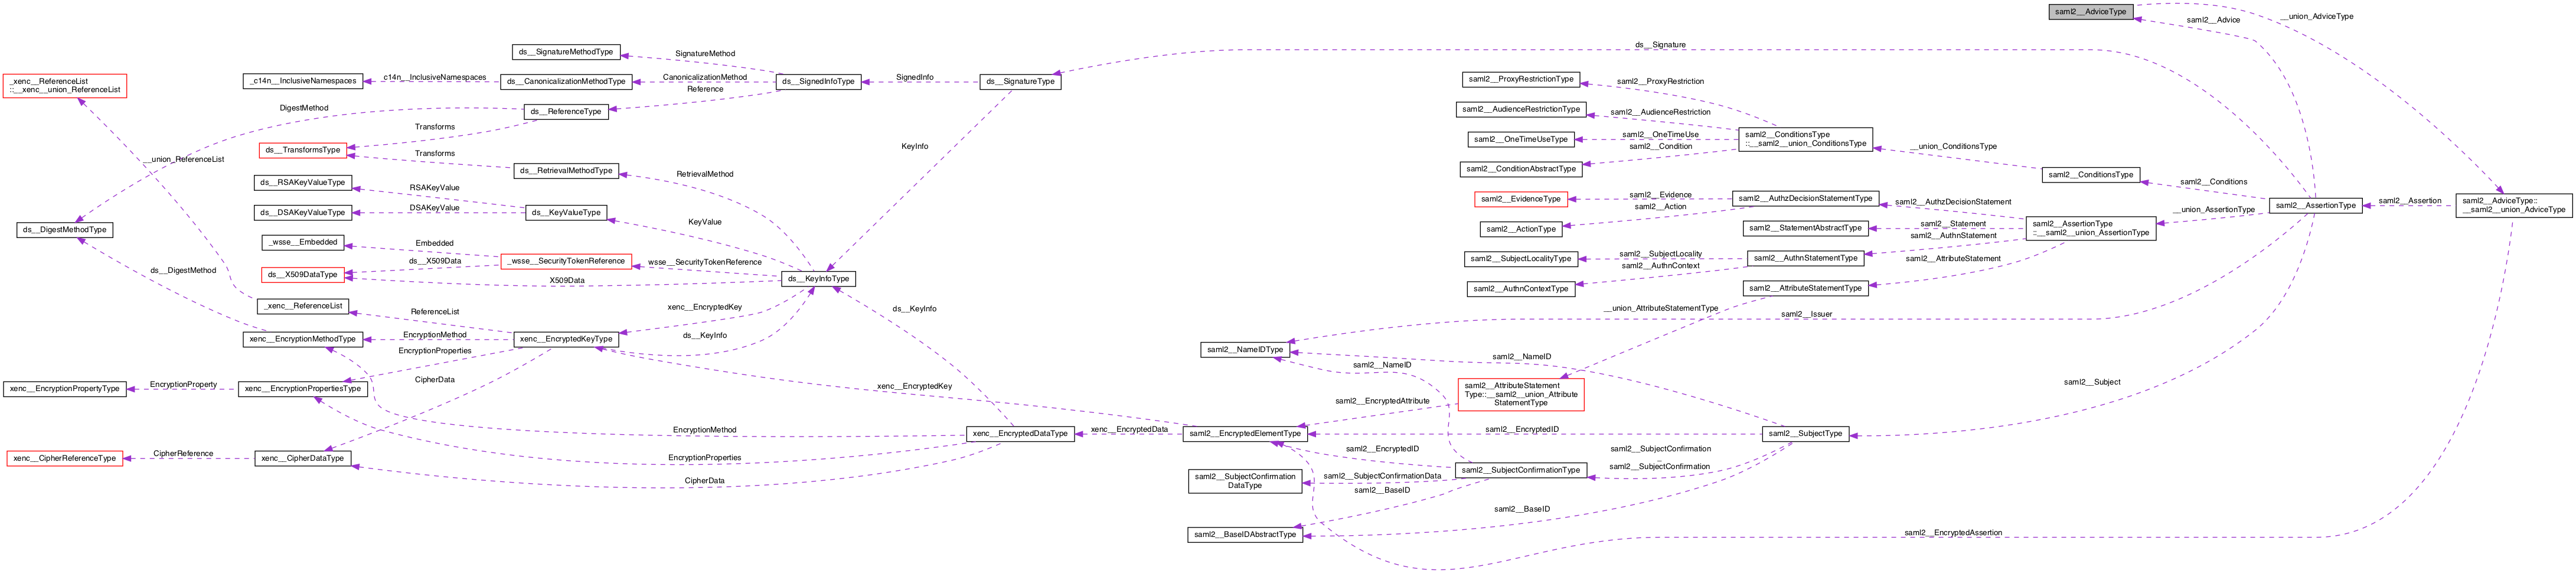 saml2__AdviceType
saml2__Advice
__union_AdviceType
ds__Signature
ds__SignatureMethodType
SignatureMethod
_xenc__ReferenceList
::__xenc__union_ReferenceList
_c14n__InclusiveNamespaces
c14n__InclusiveNamespaces
ds__CanonicalizationMethodType
CanonicalizationMethod
ds__SignedInfoType
SignedInfo
ds__SignatureType
Reference
DigestMethod
ds__ReferenceType
Transforms
ds__TransformsType
Transforms
__union_ReferenceList
ds__RetrievalMethodType
RetrievalMethod
KeyInfo
ds__RSAKeyValueType
RSAKeyValue
ds__DSAKeyValueType
DSAKeyValue
ds__KeyValueType
KeyValue
ds__DigestMethodType
_wsse__Embedded
Embedded
ds__X509Data
_wsse__SecurityTokenReference
wsse__SecurityTokenReference
ds__X509DataType
X509Data
ds__KeyInfoType
ds__DigestMethod
_xenc__ReferenceList
ReferenceList
xenc__EncryptedKey
ds__KeyInfo
xenc__EncryptionMethodType
EncryptionMethod
xenc__EncryptedKeyType
ds__KeyInfo
EncryptionProperties
CipherData
xenc__EncryptionPropertyType
EncryptionProperty
xenc__EncryptionPropertiesType
xenc__EncryptedKey
EncryptionMethod
xenc__EncryptedDataType
xenc__EncryptedData
saml2__EncryptedElementType
xenc__CipherReferenceType
CipherReference
xenc__CipherDataType
EncryptionProperties
CipherData
saml2__ProxyRestrictionType
saml2__ProxyRestriction
saml2__AudienceRestrictionType
saml2__AudienceRestriction
saml2__OneTimeUseType
saml2__OneTimeUse
saml2__Condition
saml2__ConditionsType
::__saml2__union_ConditionsType
__union_ConditionsType
saml2__ConditionAbstractType
saml2__ConditionsType
saml2__Conditions
saml2__EvidenceType
saml2__Evidence
saml2__Action
saml2__AuthzDecisionStatementType
saml2__AuthzDecisionStatement
__union_AssertionType
saml2__AssertionType
saml2__Assertion
saml2__AdviceType::
__saml2__union_AdviceType
saml2__ActionType
saml2__StatementAbstractType
saml2__Statement
saml2__AuthnStatement
saml2__AssertionType
::__saml2__union_AssertionType
saml2__SubjectLocalityType
saml2__SubjectLocality
saml2__AuthnContext
saml2__AuthnStatementType
saml2__AttributeStatement
saml2__AuthnContextType
saml2__AttributeStatementType
__union_AttributeStatementType
saml2__Issuer
saml2__NameIDType
saml2__NameID
saml2__NameID
saml2__Subject
saml2__AttributeStatement
Type::__saml2__union_Attribute
StatementType
saml2__EncryptedAttribute
saml2__EncryptedID
saml2__SubjectType
saml2__EncryptedID
saml2__SubjectConfirmation
_
saml2__SubjectConfirmation
saml2__SubjectConfirmationType
saml2__SubjectConfirmation
DataType
saml2__SubjectConfirmationData
saml2__BaseID
saml2__BaseID
saml2__BaseIDAbstractType
saml2__EncryptedAssertion